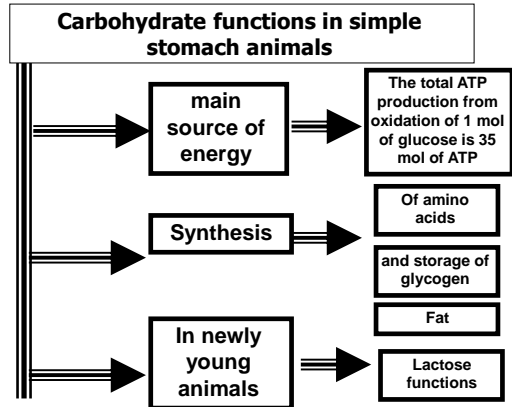 Carbohydrate functions in simple
stomach animals
main
source of
energy
The total ATP
production from
oxidation of 1 mol
of glucose is 35
mol of ATP
Synthesis
Of amino
acids
and storage of
glycogen
Fat
In newly
young
animals
Lactose
functions